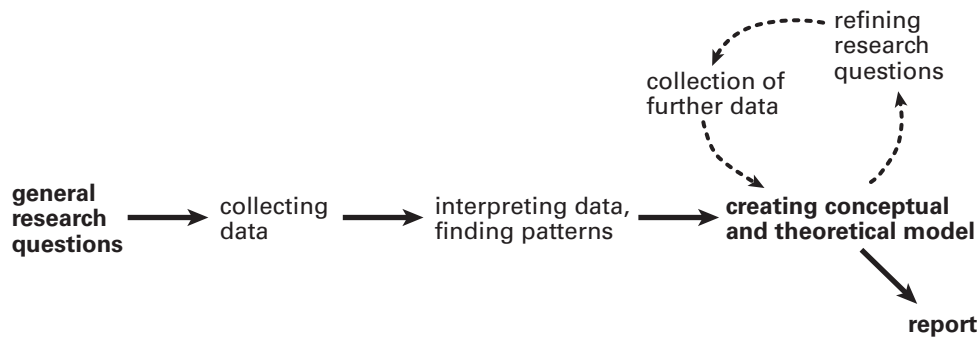 general
research
questions
collecting
data
interpreting data,
finding patterns
creating conceptual
and theoretical model
refining
research
questions
collection of
further data
report